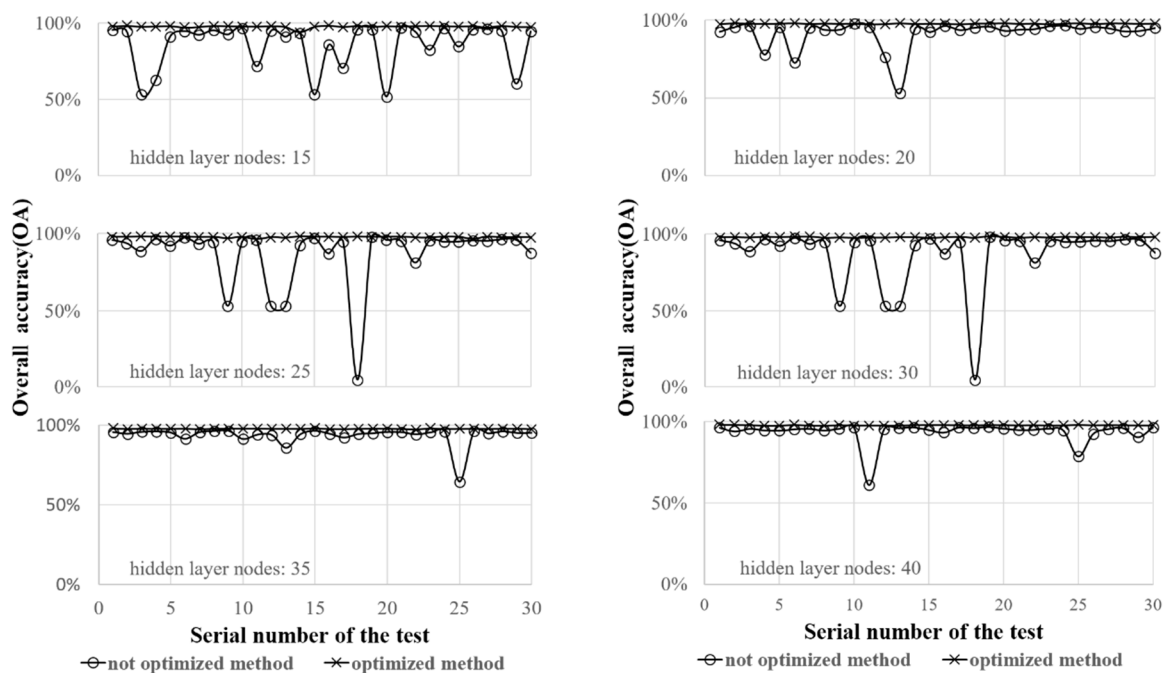 100%
50%
0%
hidden layer nodes: 15
100%
50%
0%
hidden layer nodes: 20
100%
50%
0%
hidden layer nodes: 25
100%
50%
0%
hidden layer nodes: 30
100%
50%
0%
hidden layer nodes: 35
100%
50%
0%
hidden layer nodes: 40
Overall accuracy(OA)
Overall accuracy(OA)
0 5 10 15 20 25 30
0 5 10 15 20 25 30
Serial number of the test
Serial number of the test
not optimized method optimized method
not optimized method optimized method